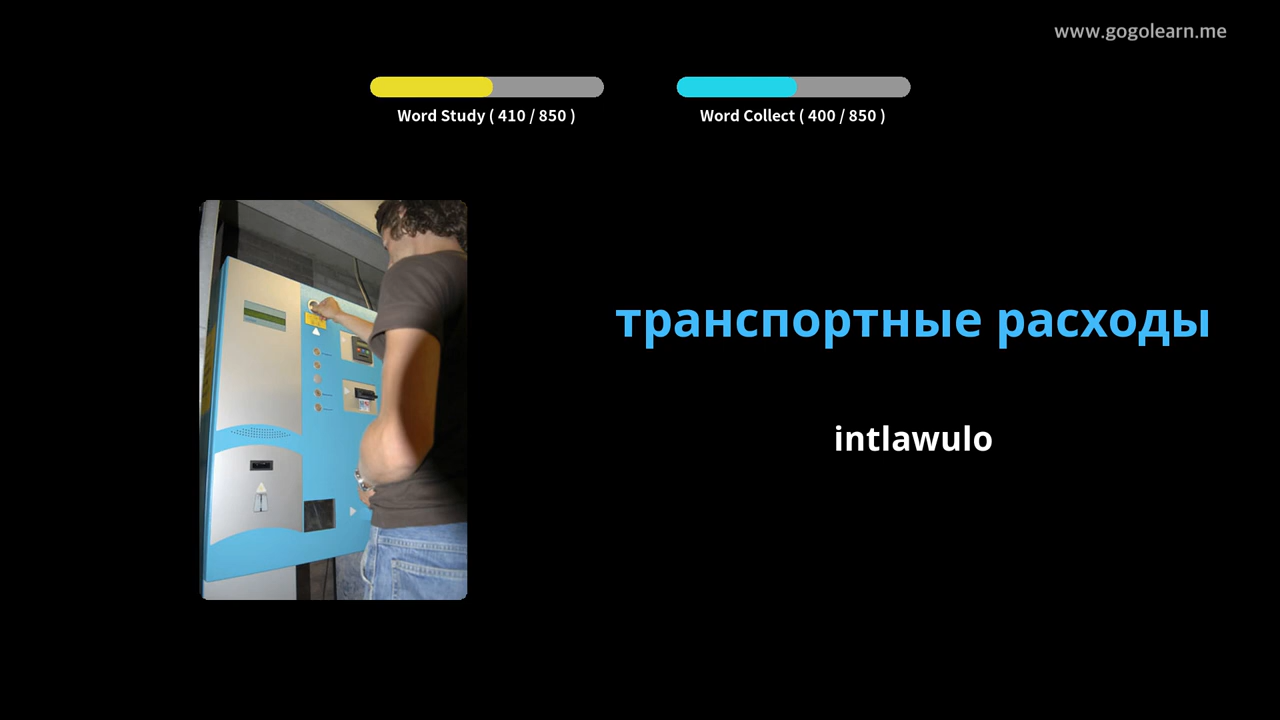 www.gogolearn.me
Word Study ( 410 / 850 )
Word Collect ( 400 / 850 )
транспортные расходы
intlawulo